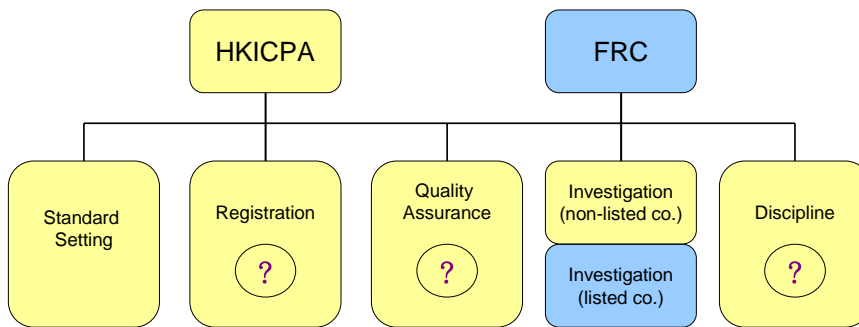 HKICPA
FRC
Standard
Setting
Registration
?
Quality
Assurance
?
Investigation
(non-listed co.)
Investigation
(listed co.)
Discipline
?